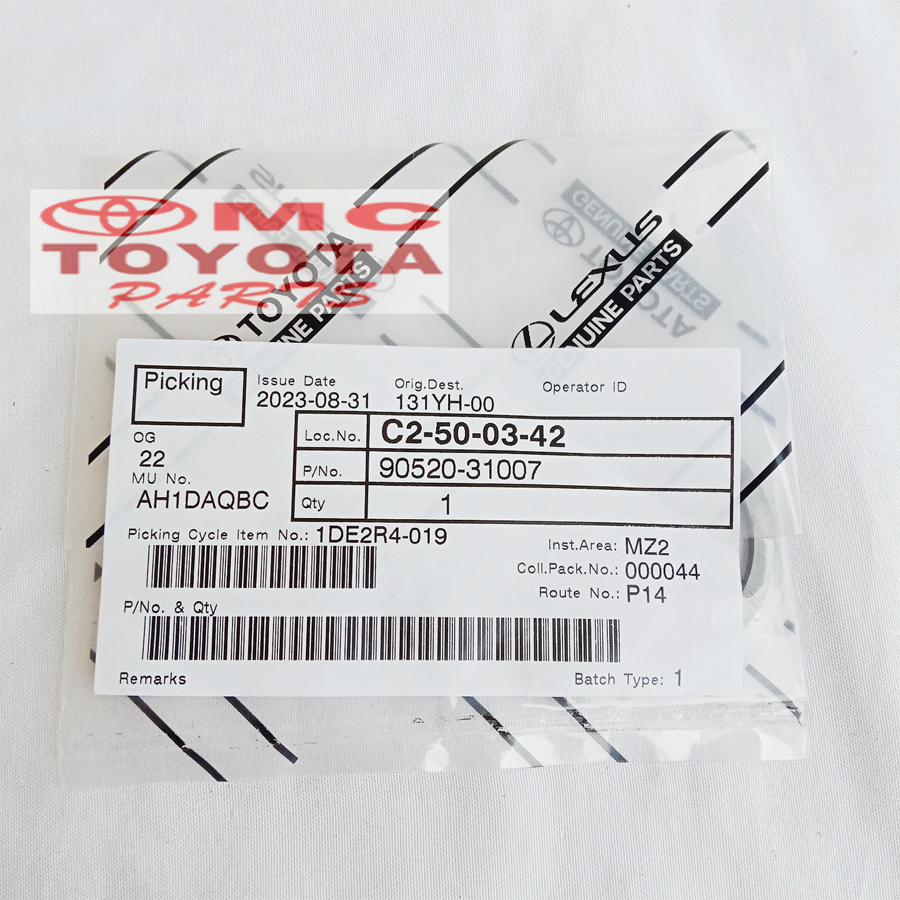 MC
TOYOTA
PARTS
TOYOTA
GENUINE PARTS
LEXUS
GENUINE PARTS
GENUINE PARTS
TOYOTA
Picking
Issue Date
2023-08-31
Orig.Dest.
131YH-00
Operator ID
OG
22
MU No.
AH1DAQBC
Loc.No. C2-50-03-42
P/No. 90520-31007
Qty 1
Picking Cycle Item No.: 1DE2R4-019
Inst.Area: MZ2
Coll.Pack.No.: 000044
Route No.: P14
P/No. & Qty
Remarks
Batch Type: 1